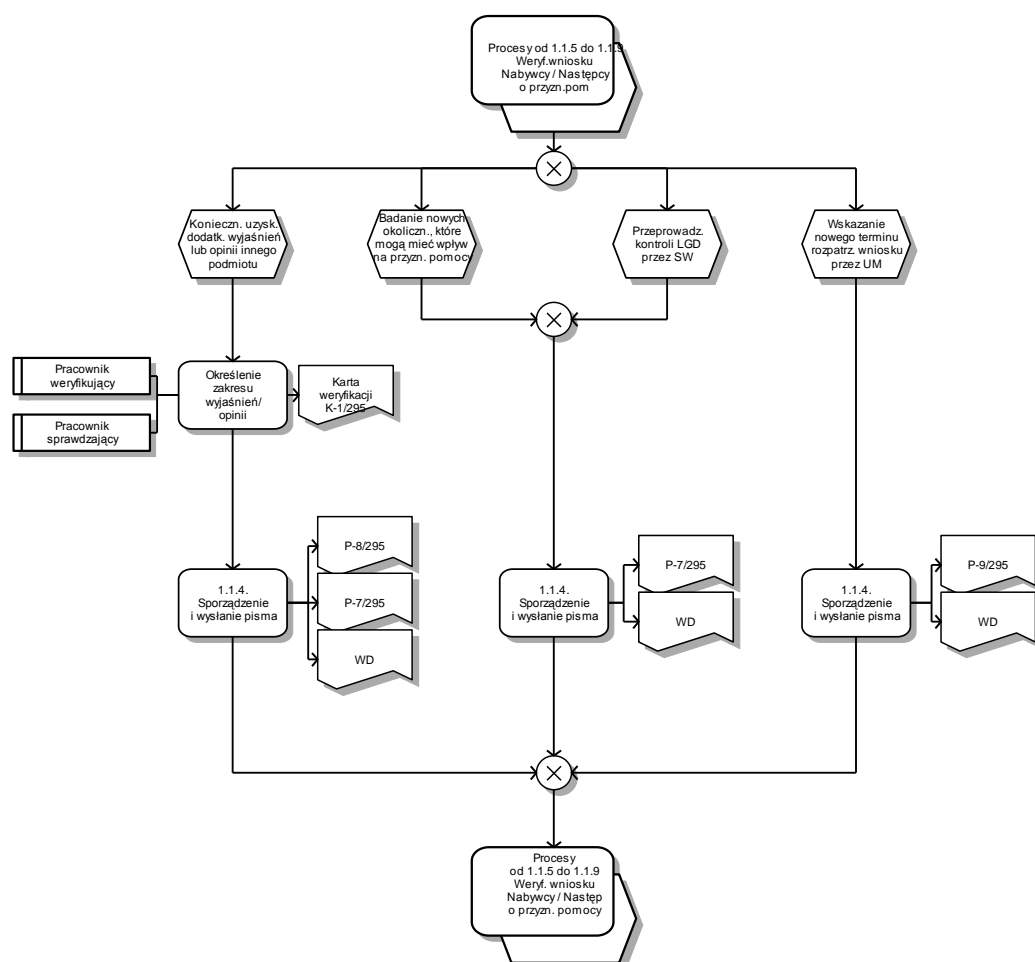 Procesy od 1.1.5 do 1.1.9
Weryf.wniosku
Nabywcy / Następcy
o przyzn.pom
Konieczn. uzysk.
dodatk. wyjaśnień
lub opinii innego
podmiotu
Badanie nowych
okoliczn., które
mogą mieć wpływ
na przyzn. pomocy
Przeprowadz.
kontroli LGD
przez SW
Wskazanie
nowego terminu
rozpatrz. wniosku
przez UM
Pracownik
weryfikujący
Pracownik
sprawdzający
Określenie
zakresu
wyjaśnień/
opinii
Karta
weryfikacji
K-1/295
1.1.4.
Sporządzenie
i wysłanie pisma
P-8/295
P-7/295
WD
1.1.4.
Sporządzenie
i wysłanie pisma
P-7/295
WD
1.1.4.
Sporządzenie
i wysłanie pisma
P-9/295
WD
Procesy
od 1.1.5 do 1.1.9
Weryf. wniosku
Nabywcy / Następ
o przyzn. pomocy